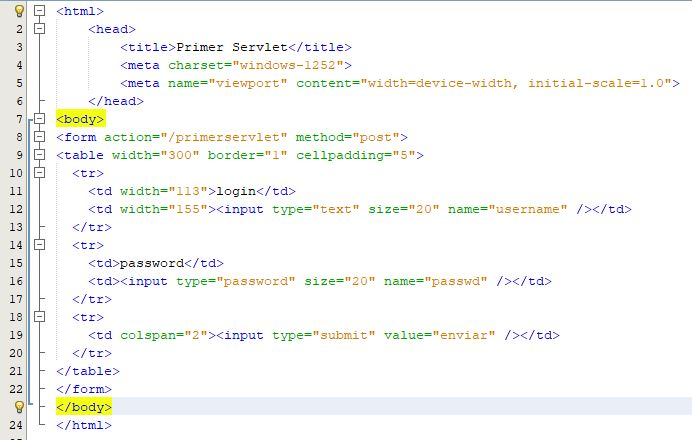 <html>
2 <head>
3 <title>Primer Servlet</title>
4 <meta charset="windows-1252">
5 <meta name="viewport" content="width=device-width, initial-scale=1.0">
6 </head>
7 <body>
8 <form action="/primerservlet" method="post">
9 <table width="300" border="1" cellpadding="5">
10 <tr>
11 <td width="113">login</td>
12 <td width="155"><input type="text" size="20" name="username" /></td>
13 </tr>
14 <tr>
15 <td>password</td>
16 <td><input type="password" size="20" name="passwd" /></td>
17 </tr>
18 <tr>
19 <td colspan="2"><input type="submit" value="enviar" /></td>
20 </tr>
21 </table>
22 </form>
</body>
24 </html>